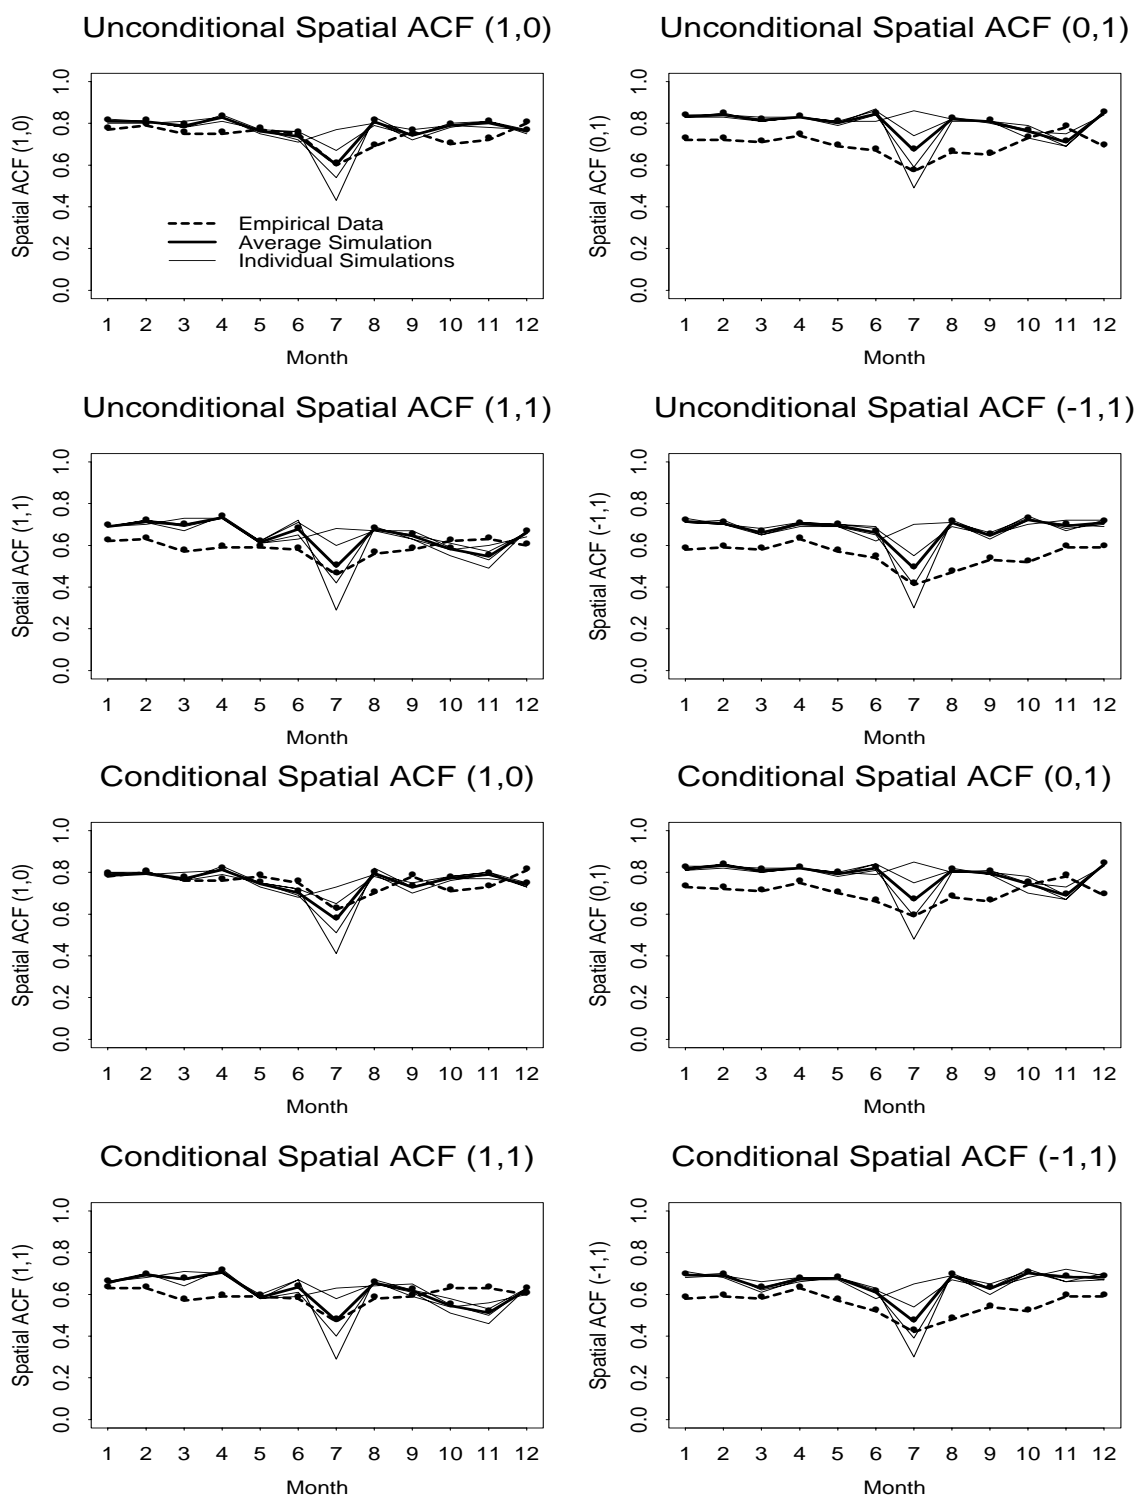 Unconditional Spatial ACF (1,0)
Spatial ACF (1,0)
0.0 0.2 0.4 0.6 0.8 1.0
Empirical Data
Average Simulation
Individual Simulations
1 2 3 4 5 6 7 8 9 10 11 12
Month
Unconditional Spatial ACF (0,1)
Spatial ACF (0,1)
0.0 0.2 0.4 0.6 0.8 1.0
1 2 3 4 5 6 7 8 9 10 11 12
Month
Unconditional Spatial ACF (1,1)
Spatial ACF (1,1)
0.0 0.2 0.4 0.6 0.8 1.0
1 2 3 4 5 6 7 8 9 10 11 12
Month
Unconditional Spatial ACF (-1,1)
Spatial ACF (-1,1)
0.0 0.2 0.4 0.6 0.8 1.0
1 2 3 4 5 6 7 8 9 10 11 12
Month
Conditional Spatial ACF (1,0)
Spatial ACF (1,0)
0.0 0.2 0.4 0.6 0.8 1.0
1 2 3 4 5 6 7 8 9 10 11 12
Month
Conditional Spatial ACF (0,1)
Spatial ACF (0,1)
0.0 0.2 0.4 0.6 0.8 1.0
1 2 3 4 5 6 7 8 9 10 11 12
Month
Conditional Spatial ACF (1,1)
Spatial ACF (1,1)
0.0 0.2 0.4 0.6 0.8 1.0
1 2 3 4 5 6 7 8 9 10 11 12
Month
Conditional Spatial ACF (-1,1)
Spatial ACF (-1,1)
0.0 0.2 0.4 0.6 0.8 1.0
1 2 3 4 5 6 7 8 9 10 11 12
Month